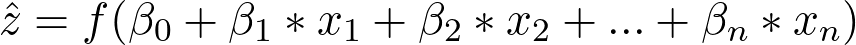 ẑ = f(β₀ + β₁ * x₁ + β₂ * x₂ + ... + βₙ * xₙ)